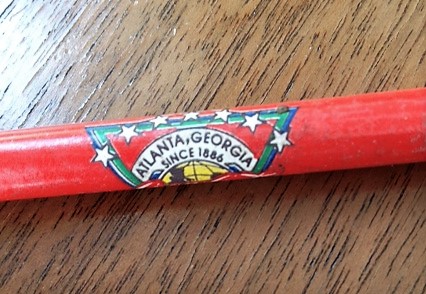 ATLANTA, GEORGIA
SINCE 1886